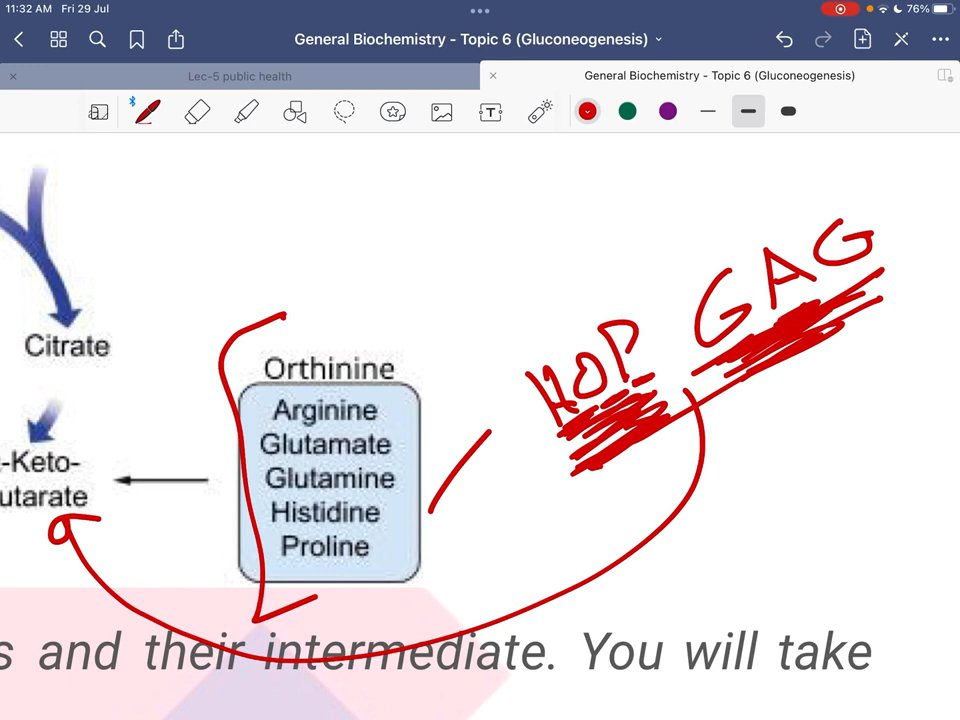 11:32 AM Fri 29 Jul
76%
General Biochemistry - Topic 6 (Gluconeogenesis)
Lec-5 public health
General Biochemistry - Topic 6 (Gluconeogenesis)
HOP GAG
Citrate
Orthinine
Arginine
Glutamate
Glutamine
Histidine
Proline
-Keto-
utarate
s and their intermediate. You will take